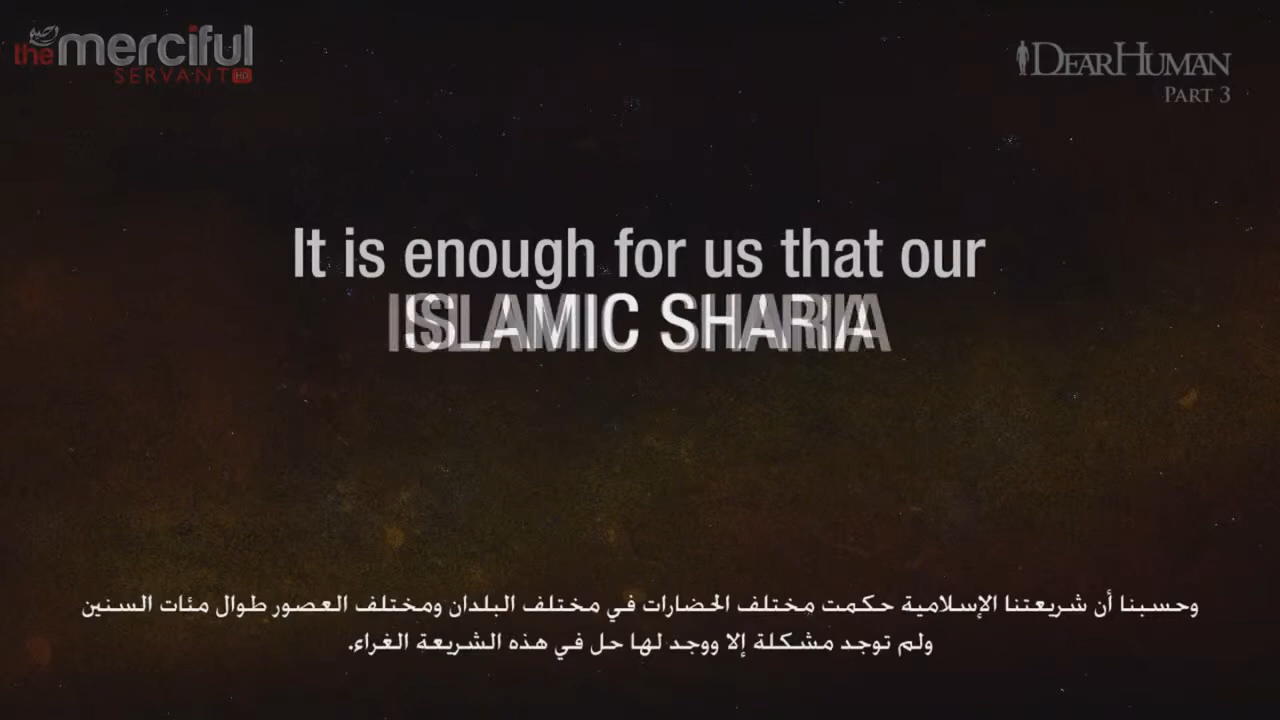 the merciful
SERVANT HD
DEARHUMAN
PART 3
It is enough for us that our
ISLAMIC SHARIA
وحسبنا أن شريعتنا الإسلامية حكمت مختلف الحضارات في مختلف البلدان ومختلف العصور طوال مئات السنين
ولم توجد مشكلة إلا ووجد لها حل في هذه الشريعة الغراء.